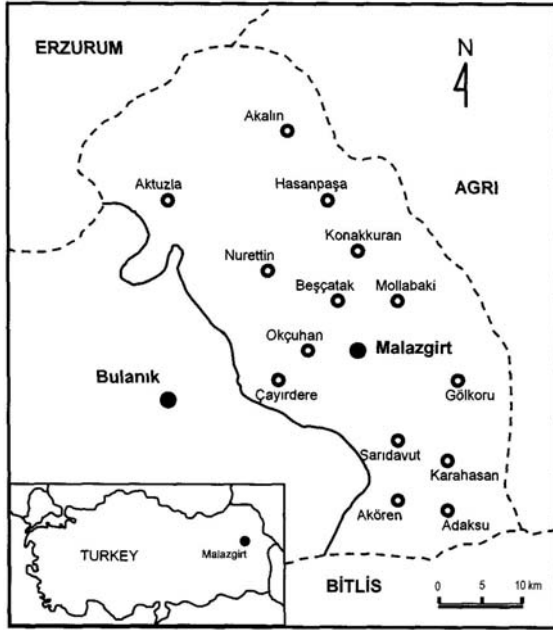 ERZURUM
N
Akalın
Aktuzla
Hasanpaşa
AGRI
Konakkuran
Nurettin
Beşçatak
Mollabaki
Okçuhan
Malazgirt
Bulanık
Çayırdere
Gölkoru
Sarıdavut
Karahasan
Akören
Adaksu
TURKEY
Malazgirt
BİTLİS
0 5 10 km